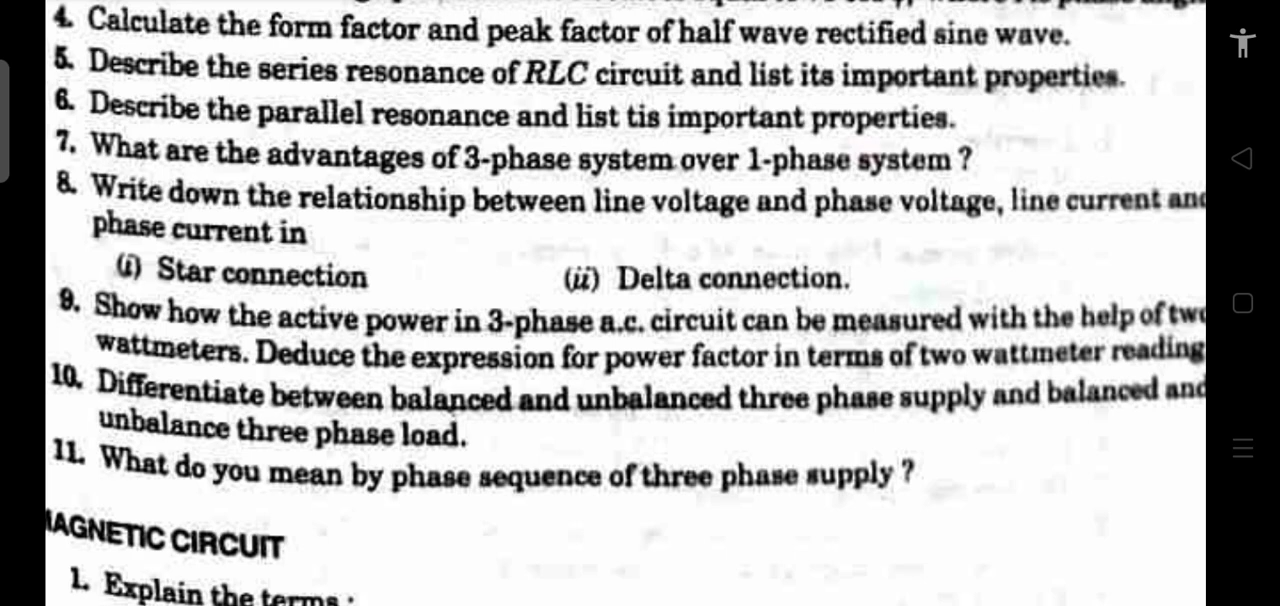 4. Calculate the form factor and peak factor of half wave rectified sine wave.
5. Describe the series resonance of RLC circuit and list its important properties.
6. Describe the parallel resonance and list tis important properties.
7. What are the advantages of 3-phase system over 1-phase system ?
8. Write down the relationship between line voltage and phase voltage, line current and
phase current in
(i) Star connection (ii) Delta connection.
9. Show how the active power in 3-phase a.c. circuit can be measured with the help of two
wattmeters. Deduce the expression for power factor in terms of two wattmeter reading
10. Differentiate between balanced and unbalanced three phase supply and balanced and
unbalance three phase load.
11. What do you mean by phase sequence of three phase supply ?
MAGNETIC CIRCUIT
1. Explain the terms :